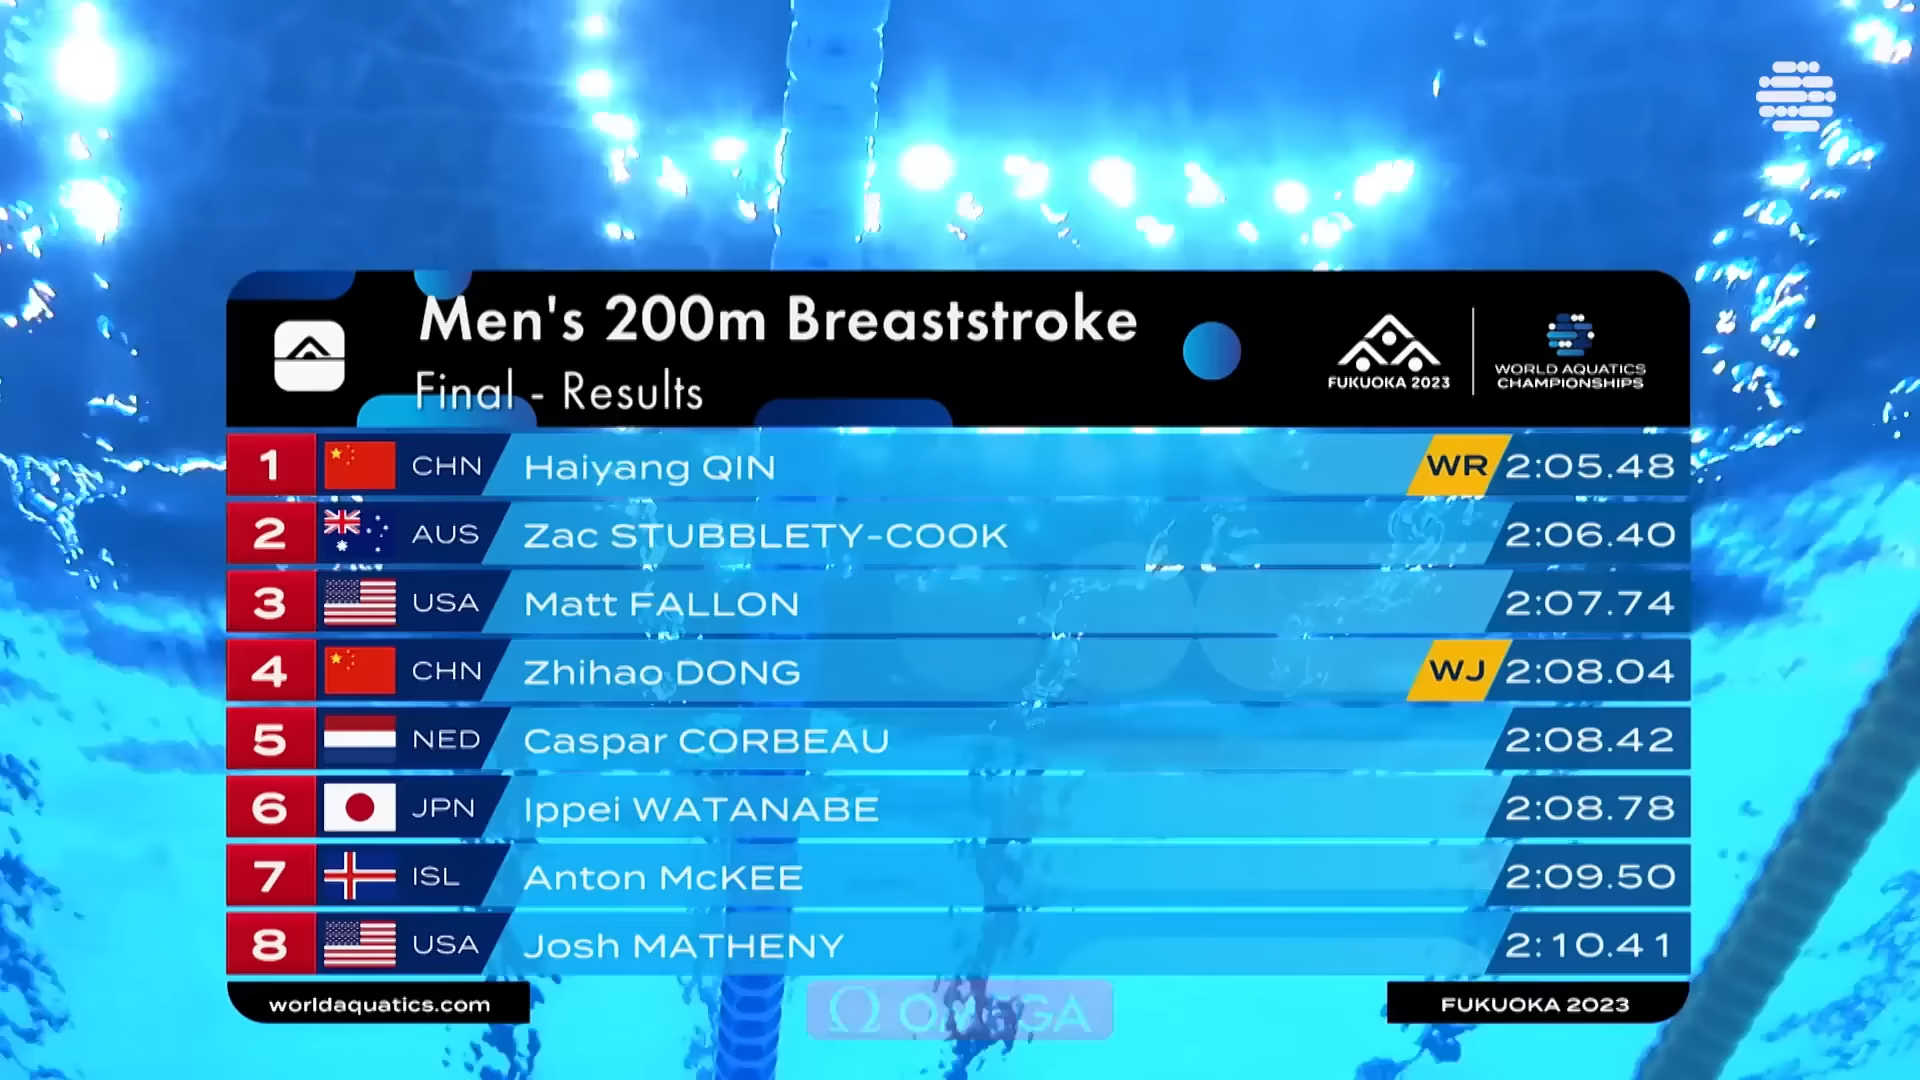 Men's 200m Breaststroke
Final - Results
FUKUOKA 2023
WORLD AQUATICS
CHAMPIONSHIPS
1 CHN Haiyang QIN WR 2:05.48
2 AUS Zac STUBBLETY-COOK 2:06.40
3 USA Matt FALLON 2:07.74
4 CHN Zhihao DONG WJ 2:08.04
5 NED Caspar CORBEAU 2:08.42
6 JPN Ippei WATANABE 2:08.78
7 ISL Anton McKEE 2:09.50
8 USA Josh MATHENY 2:10.41
worldaquatics.com
Ω OMEGA
FUKUOKA 2023